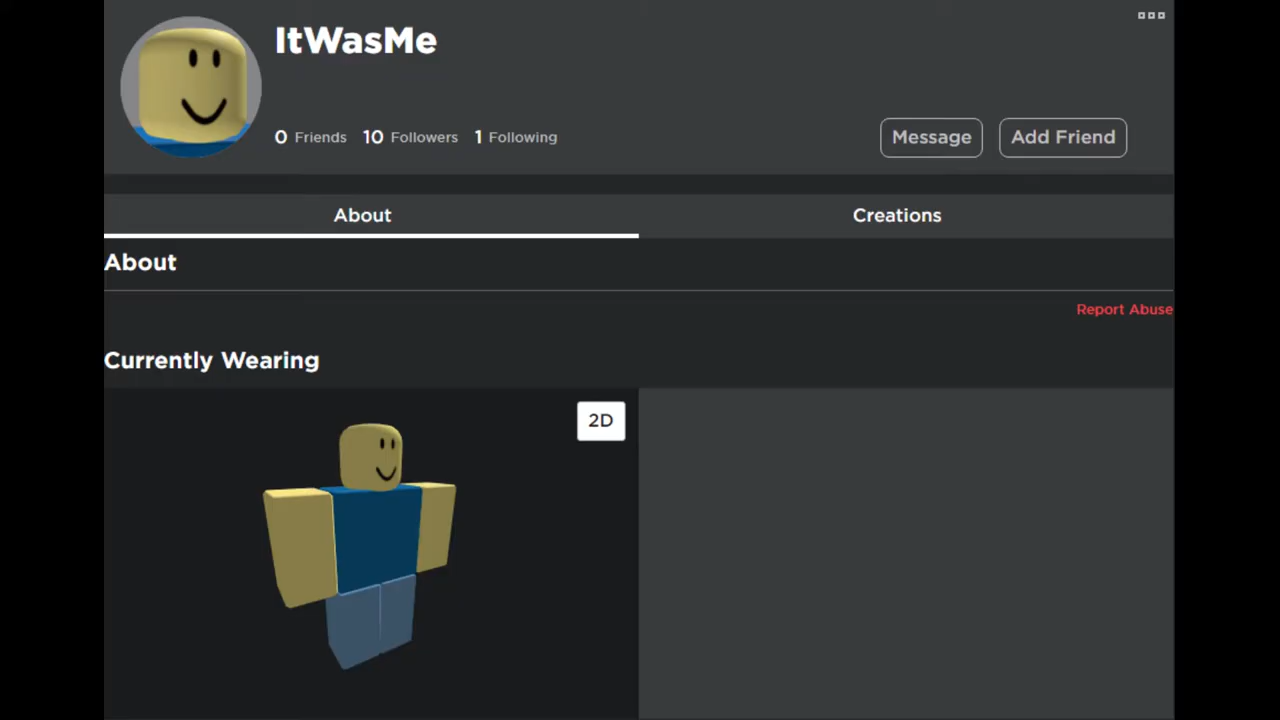 ItWasMe
0 Friends 10 Followers 1 Following
Message Add Friend
About Creations
About
Report Abuse
Currently Wearing
2D